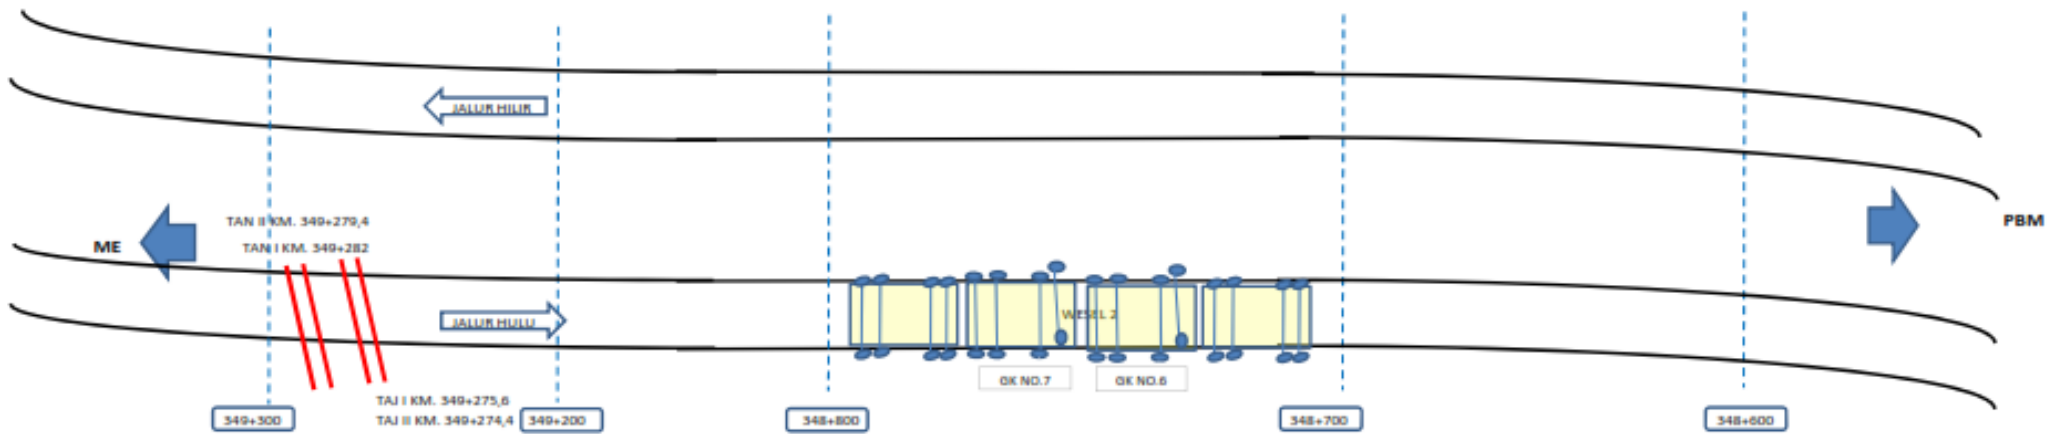 JALUR HILIR
TAN II KM. 349+279,4
TAN I KM. 349+282
ME
PBM
JALUR HULU
WESEL 2
GK NO.7
GK NO.6
TAJ I KM. 349+275,6
TAJ II KM. 349+274,4
349+300
349+200
348+800
348+700
348+600